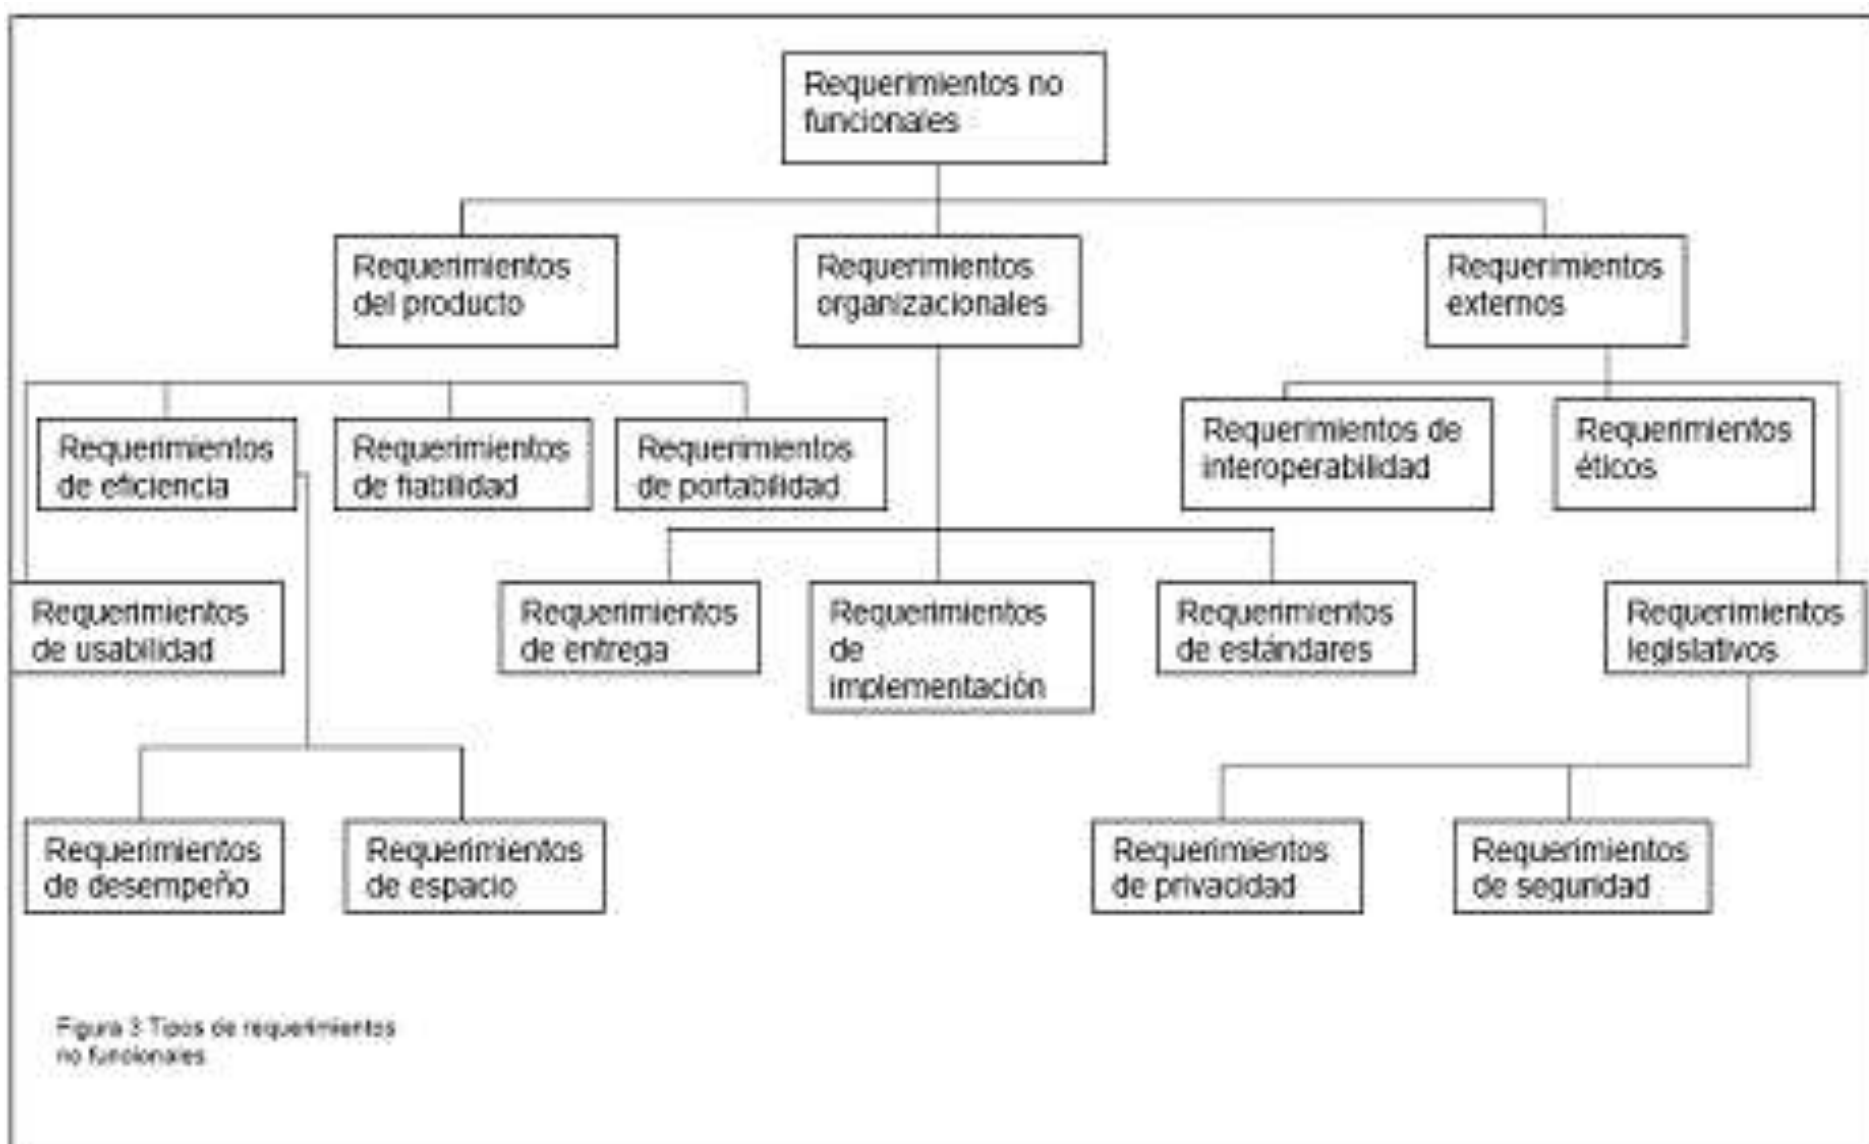 Requerimientos no
funcionales
Requerimientos
del producto
Requerimientos
organizacionales
Requerimientos
externos
Requerimientos
de eficiencia
Requerimientos
de fiabilidad
Requerimientos
de portabilidad
Requerimientos de
interoperabilidad
Requerimientos
éticos
Requerimientos
de usabilidad
Requerimientos
de entrega
Requerimientos
de
implementación
Requerimientos
de estándares
Requerimientos
legislativos
Requerimientos
de desempeño
Requerimientos
de espacio
Requerimientos
de privacidad
Requerimientos
de seguridad
Figura 3 Tipos de requerimientos
no funcionales